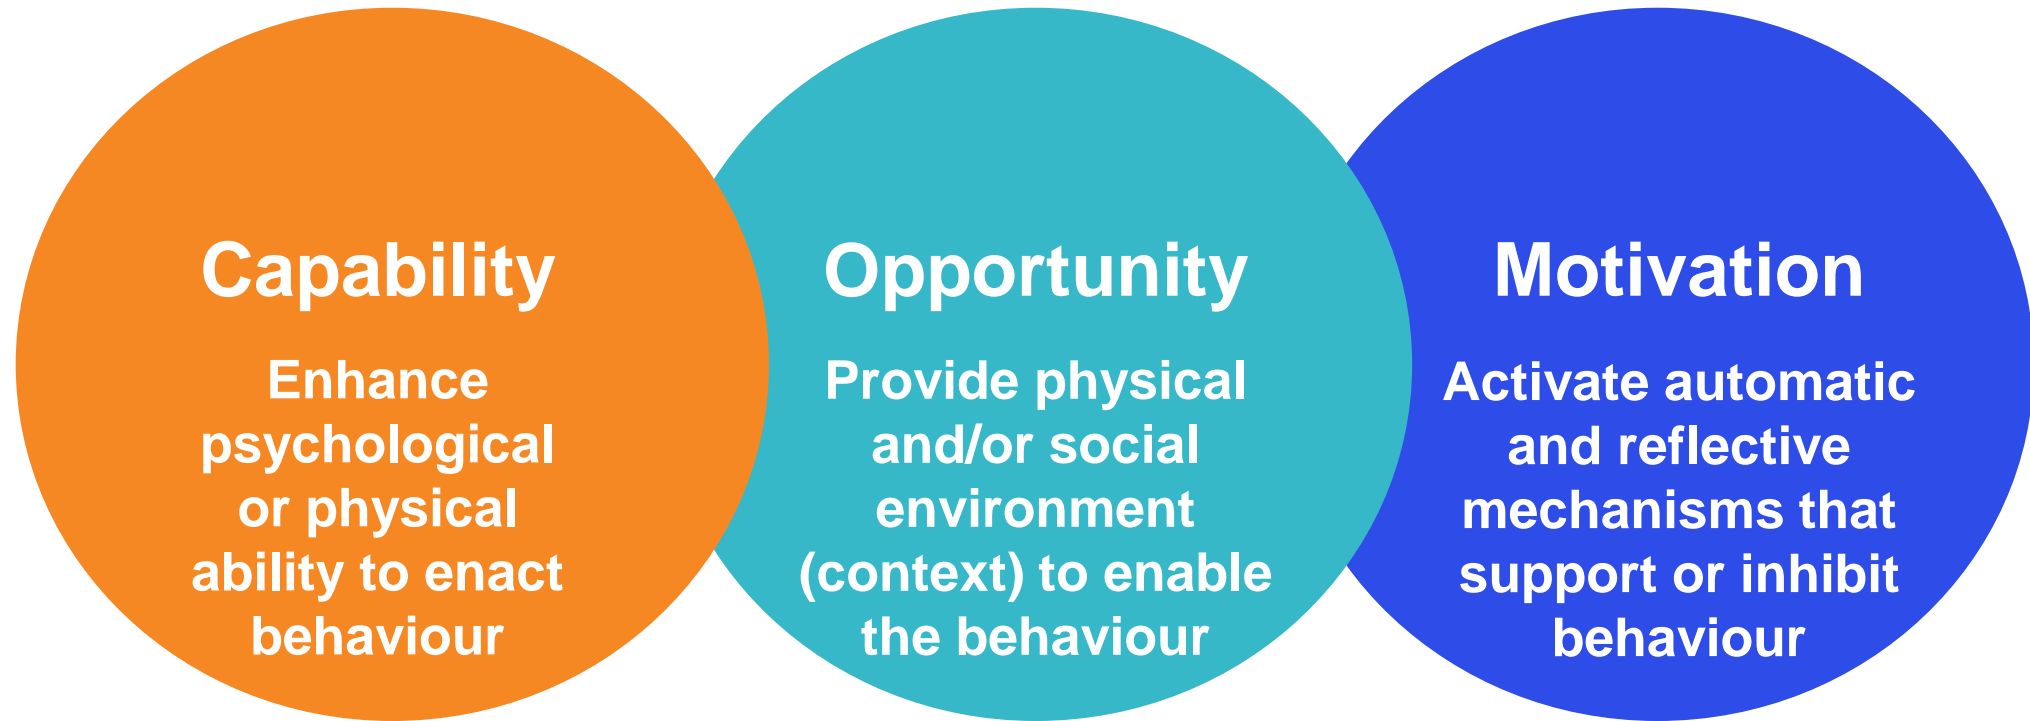 Capability
Enhance
psychological
or physical
ability to enact
behaviour
Opportunity
Provide physical
and/or social
environment
(context) to enable
the behaviour
Motivation
Activate automatic
and reflective
mechanisms that
support or inhibit
behaviour